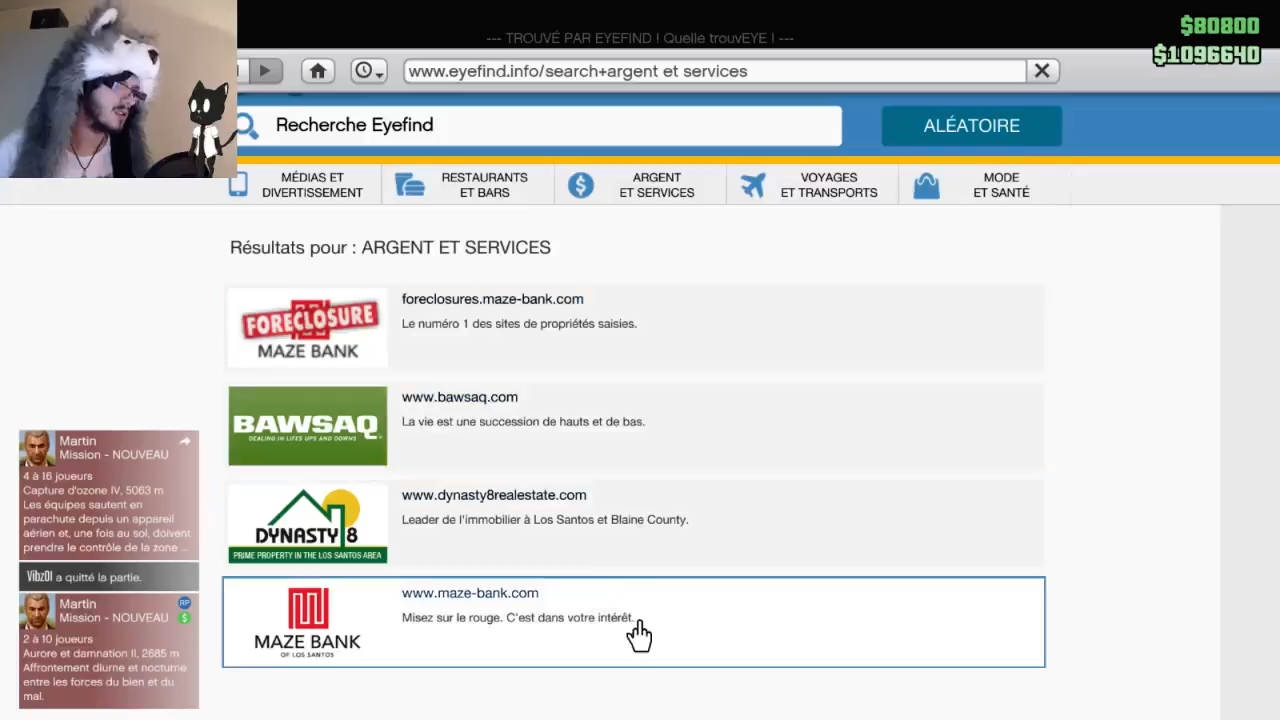 --- TROUVÉ PAR EYEFIND ! Quelle trouvEYE ! ---
$80800
$1096640
www.eyefind.info/search+argent et services
Recherche Eyefind
ALÉATOIRE
MÉDIAS ET
DIVERTISSEMENT
RESTAURANTS
ET BARS
ARGENT
ET SERVICES
VOYAGES
ET TRANSPORTS
MODE
ET SANTÉ
Résultats pour : ARGENT ET SERVICES
FORECLOSURE
MAZE BANK
foreclosures.maze-bank.com
Le numéro 1 des sites de propriétés saisies.
BAWSAQ
DEALING IN LIFES UPS AND DOWNS
www.bawsaq.com
La vie est une succession de hauts et de bas.
DYNASTY 8
PRIME PROPERTY IN THE LOS SANTOS AREA
www.dynasty8realestate.com
Leader de l'immobilier à Los Santos et Blaine County.
MAZE BANK
OF LOS SANTOS
www.maze-bank.com
Misez sur le rouge. C'est dans votre intérêt.
Martin
Mission - NOUVEAU
4 à 16 joueurs
Capture d'ozone IV, 5063 m
Les équipes sautent en
parachute depuis un appareil
aérien et, une fois au sol, doivent
prendre le contrôle de la zone ...
VibzOl a quitté la partie.
Martin
Mission - NOUVEAU
RP
$
2 à 10 joueurs
Aurore et damnation II, 2685 m
Affrontement diurne et nocturne
entre les forces du bien et du
mal.